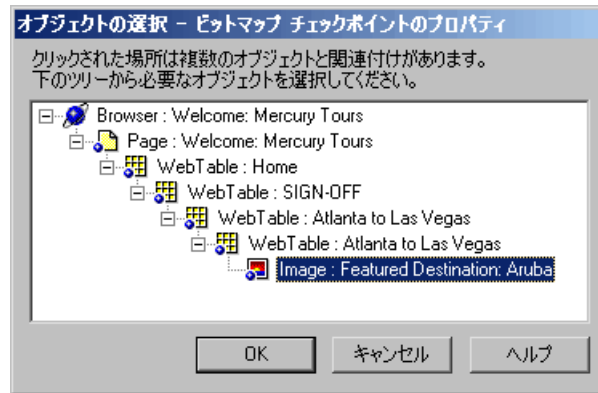 オブジェクトの選択 － ビットマップ チェックポイントのプロパティ
クリックされた場所は複数のオブジェクトと関連付けがあります。
下のツリーから必要なオブジェクトを選択してください。
Browser : Welcome: Mercury Tours
Page : Welcome: Mercury Tours
WebTable : Home
WebTable : SIGN-OFF
WebTable : Atlanta to Las Vegas
WebTable : Atlanta to Las Vegas
Image : Featured Destination: Aruba
OK キャンセル ヘルプ